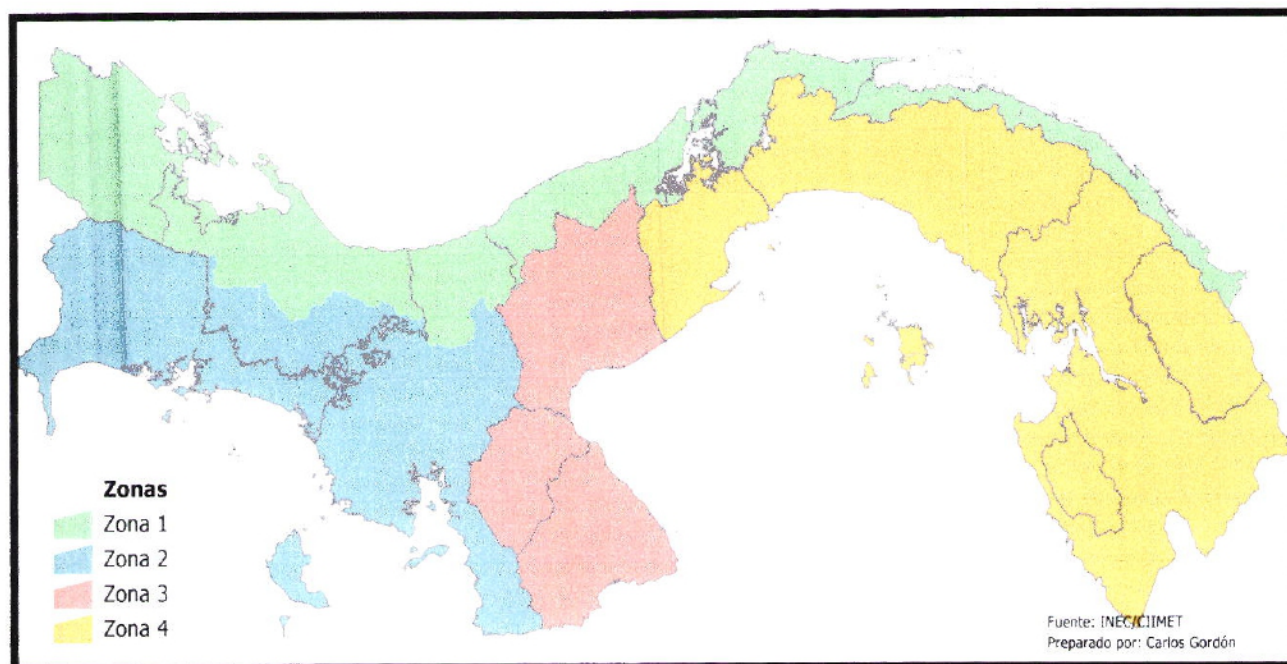 Zonas
Zona 1
Zona 2
Zona 3
Zona 4
Fuente: INEC/CIIMET
Preparado por: Carlos Gordón